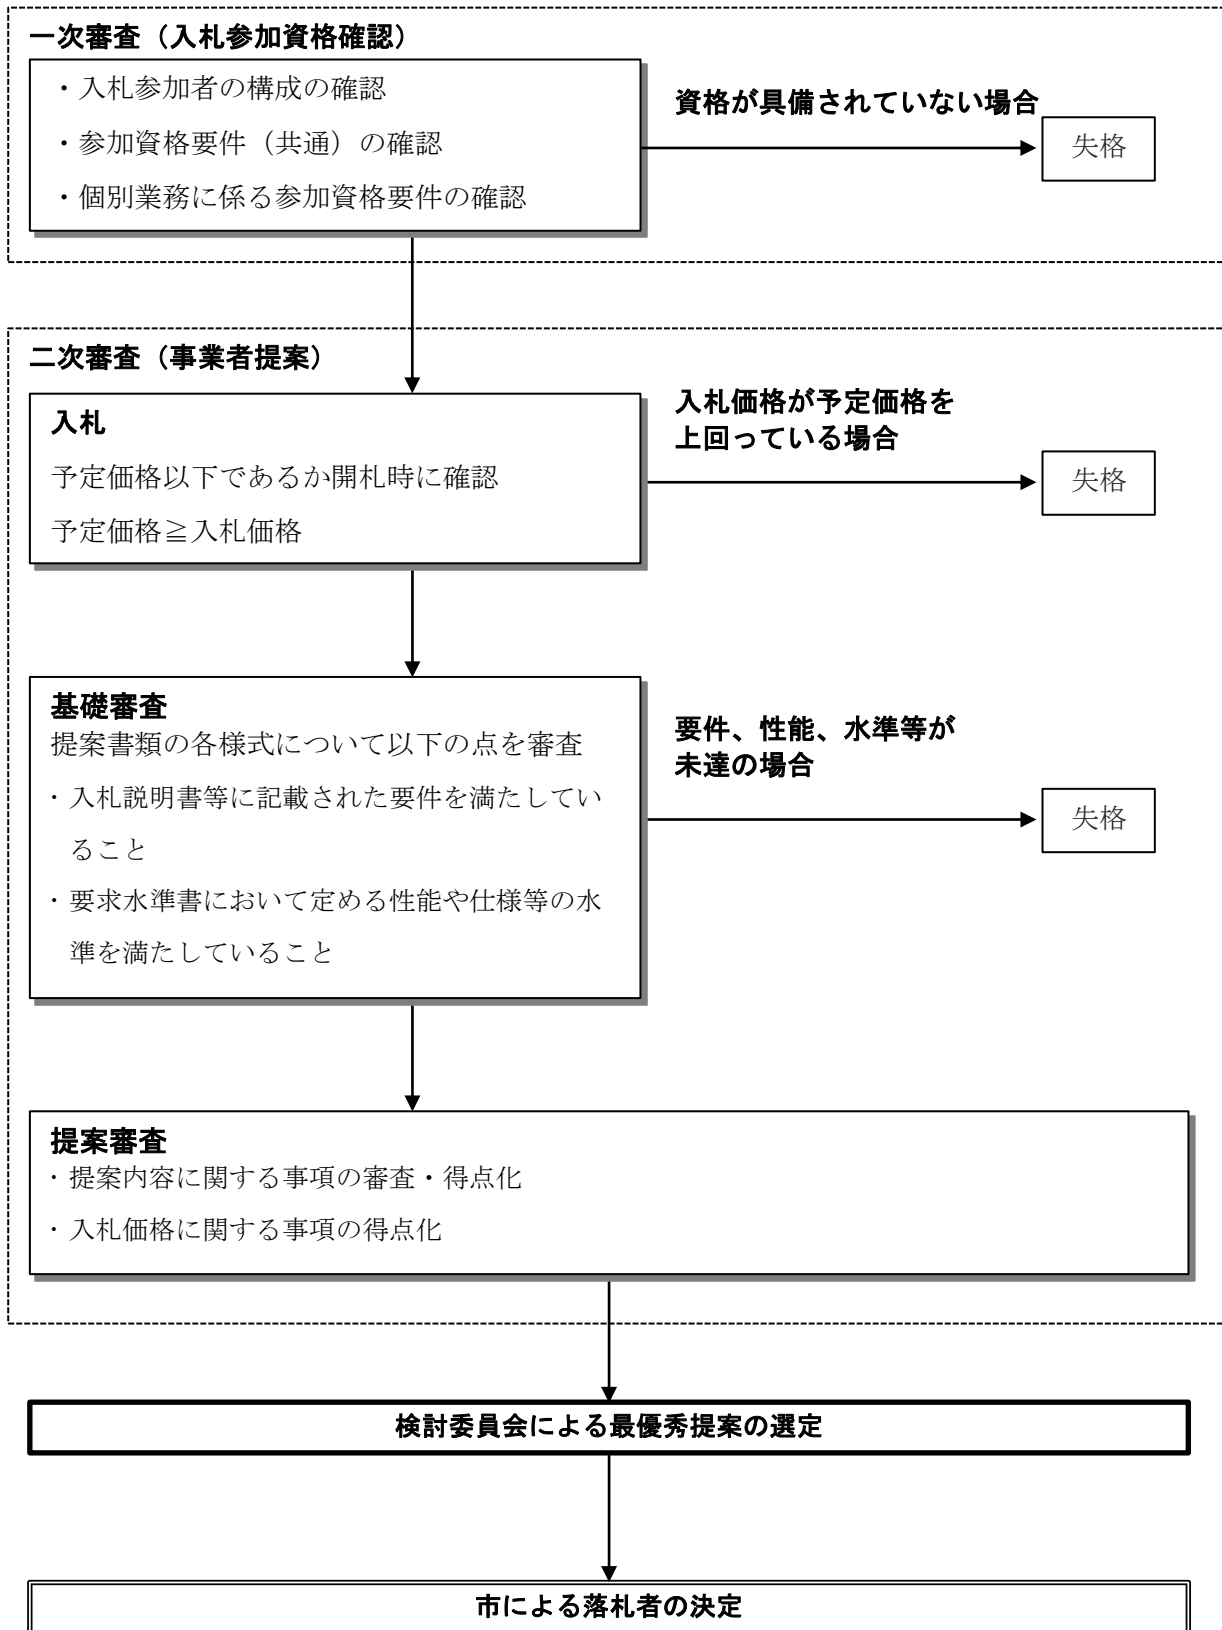 一次審査（入札参加資格確認）
・入札参加者の構成の確認
・参加資格要件（共通）の確認
・個別業務に係る参加資格要件の確認
資格が具備されていない場合
失格
二次審査（事業者提案）
入札
予定価格以下であるか開札時に確認
予定価格≧入札価格
入札価格が予定価格を
上回っている場合
失格
基礎審査
提案書類の各様式について以下の点を審査
・入札説明書等に記載された要件を満たしてい
ること
・要求水準書において定める性能や仕様等の水
準を満たしていること
要件、性能、水準等が
未達の場合
失格
提案審査
・提案内容に関する事項の審査・得点化
・入札価格に関する事項の得点化
検討委員会による最優秀提案の選定
市による落札者の決定